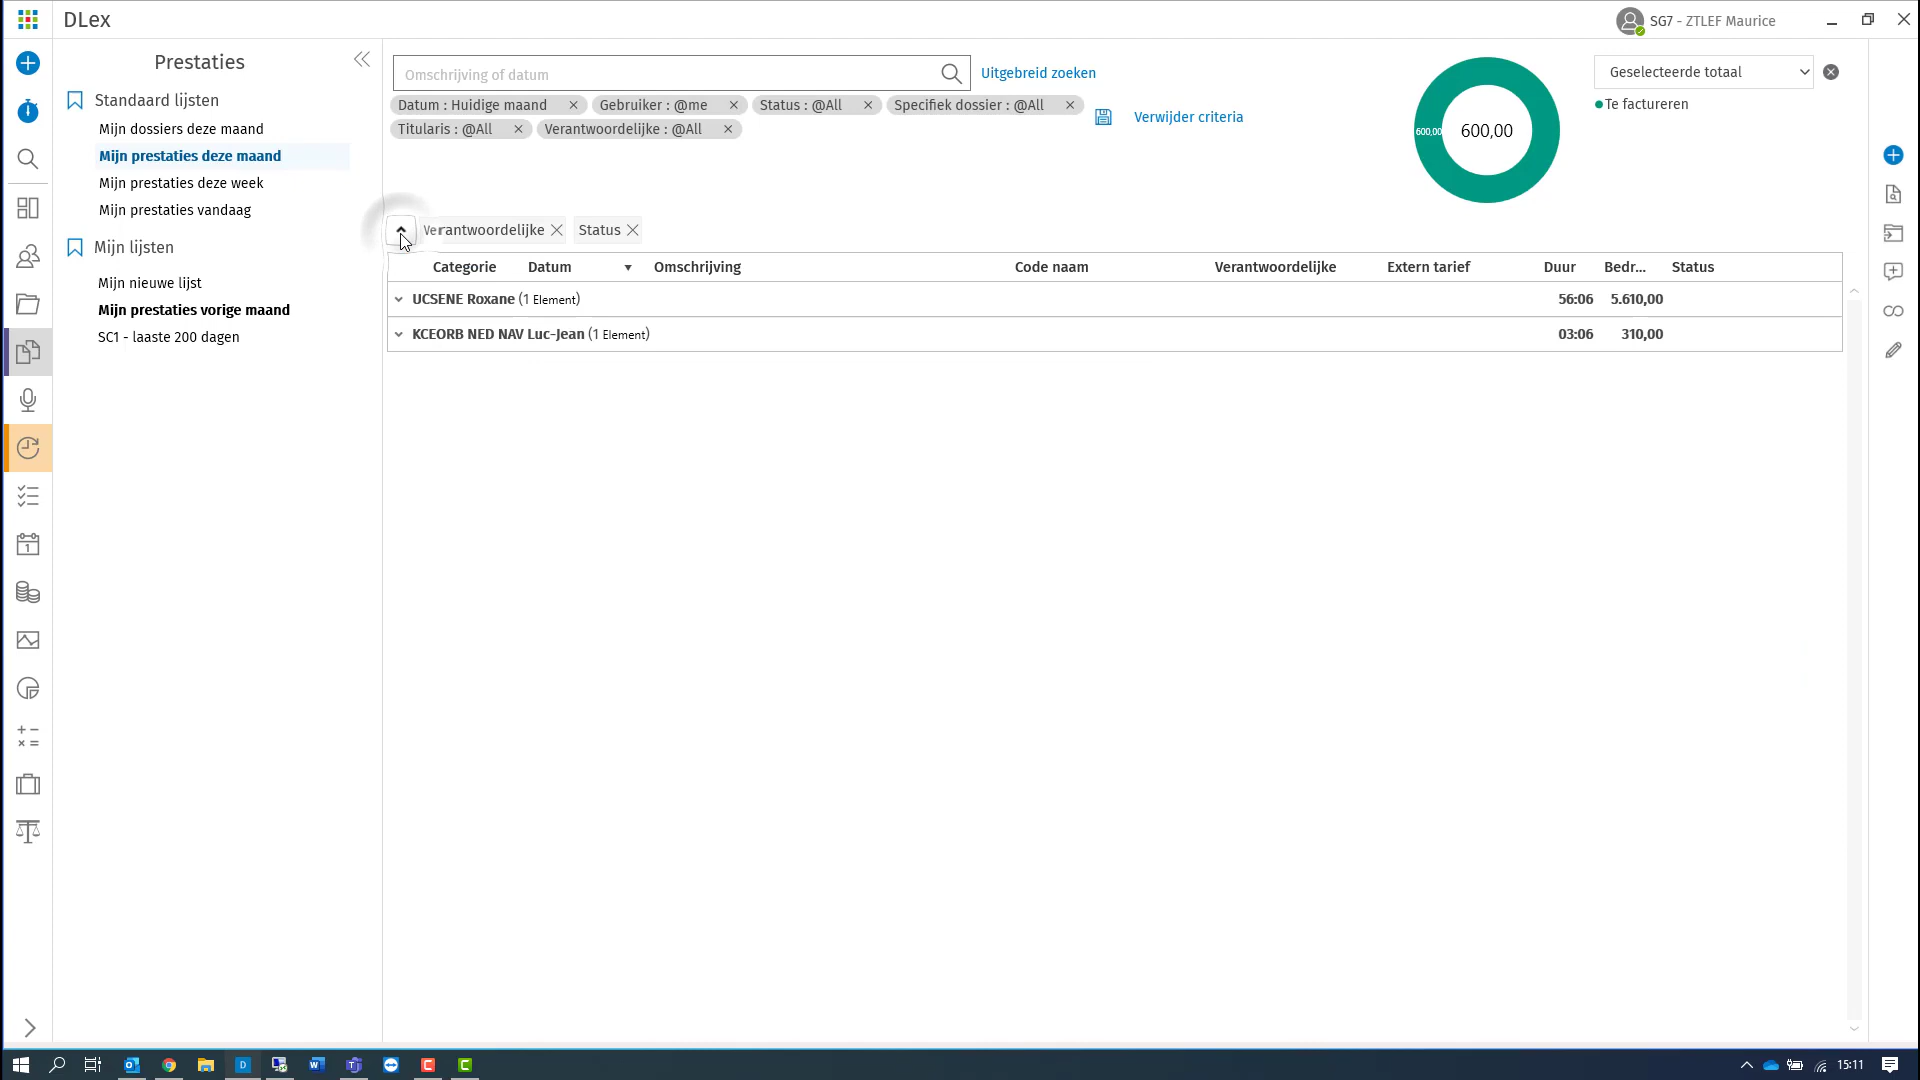 DLex
SG7 - ZTLEF Maurice
Prestaties
Standaard lijsten
Mijn dossiers deze maand
Mijn prestaties deze maand
Mijn prestaties deze week
Mijn prestaties vandaag
Mijn lijsten
Mijn nieuwe lijst
Mijn prestaties vorige maand
SC1 - laaste 200 dagen
Omschrijving of datum
Uitgebreid zoeken
Datum : Huidige maand
Gebruiker : @me
Status : @All
Specifiek dossier : @All
Titularis : @All
Verantwoordelijke : @All
Verwijder criteria
600,00
600,00
Geselecteerde totaal
Te factureren
Verantwoordelijke
Status
Categorie Datum Omschrijving Code naam Verantwoordelijke Extern tarief Duur Bedr... Status
UCSENE Roxane (1 Element) 56:06 5.610,00
KCEORB NED NAV Luc-Jean (1 Element) 03:06 310,00
15:11